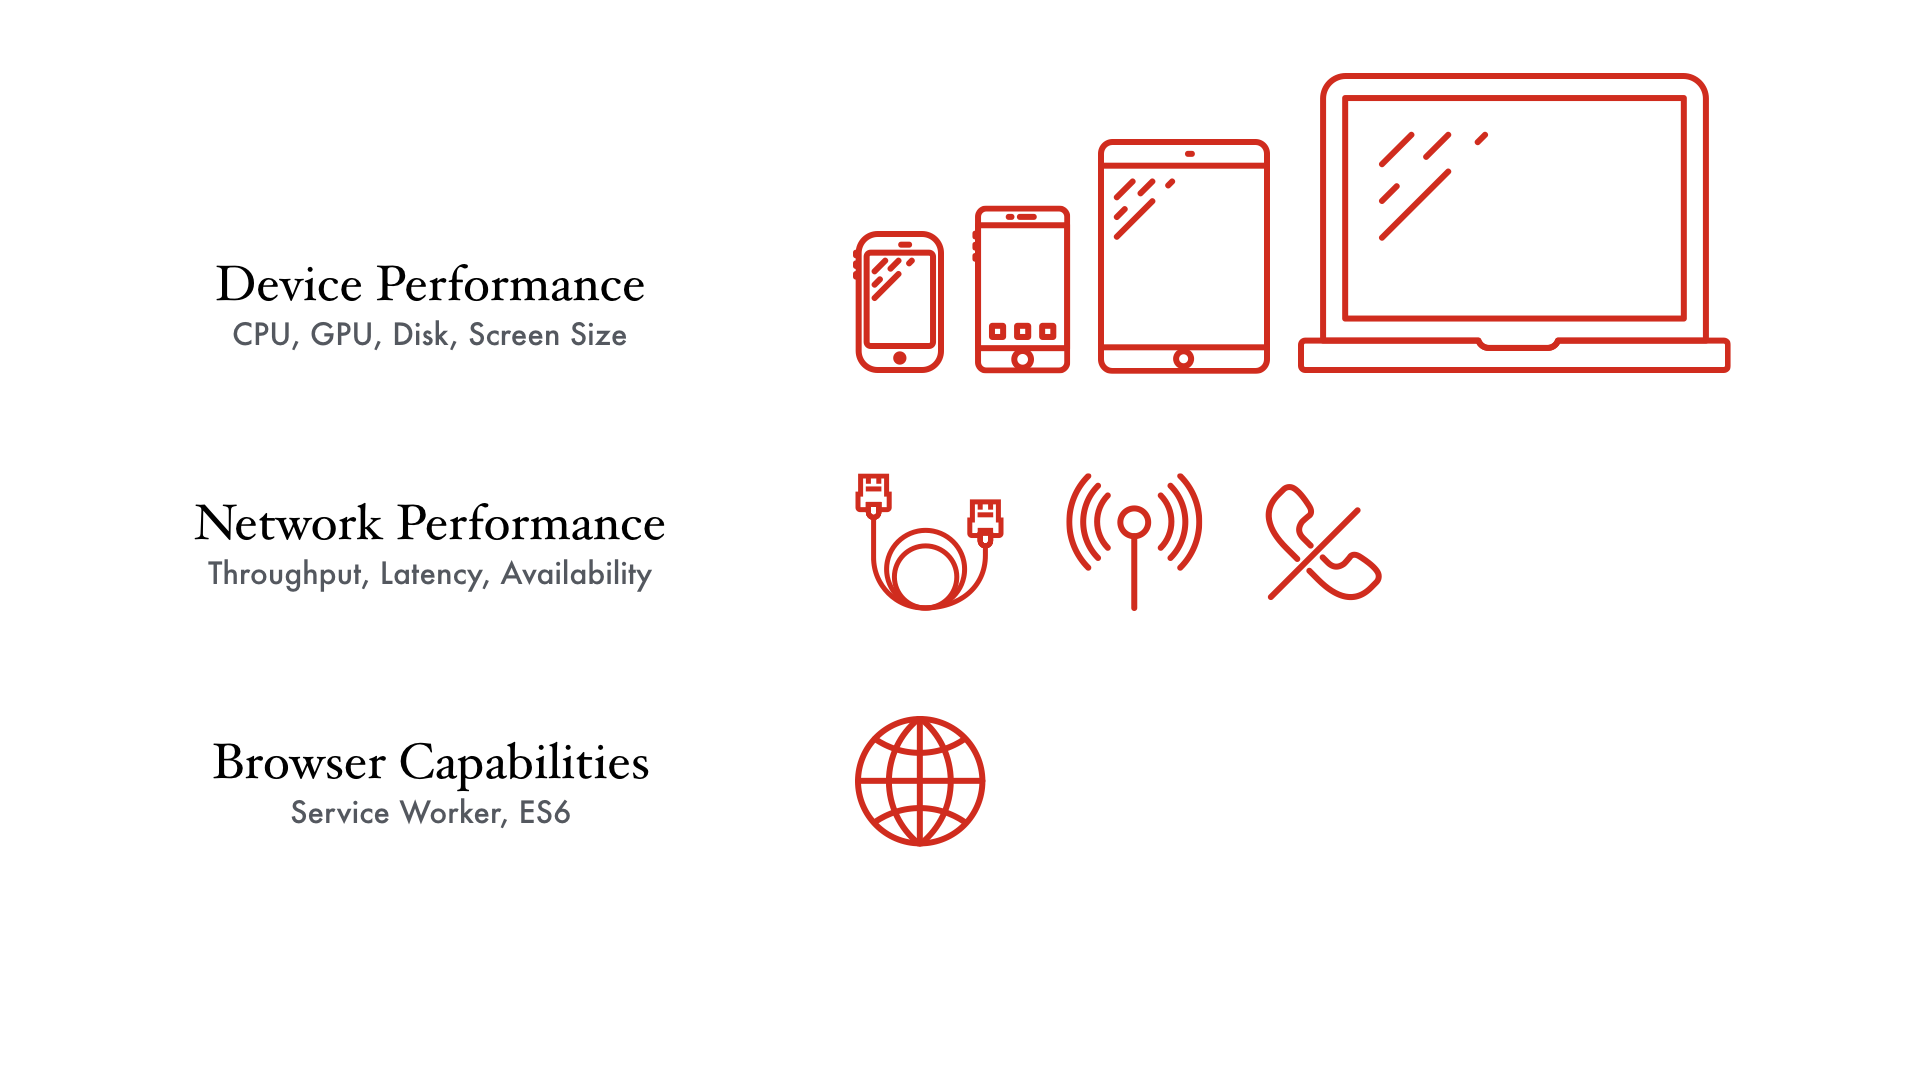 Device Performance
CPU, GPU, Disk, Screen Size
Network Performance
Throughput, Latency, Availability
Browser Capabilities
Service Worker, ES6